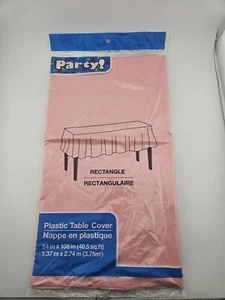 Party!
RECTANGLE
RECTANGULAIRE
Plastic Table Cover
Nappe en plastique
54 in x 108 in (40.5 sq.ft)
1.37 m x 2.74 m (3.75m²)